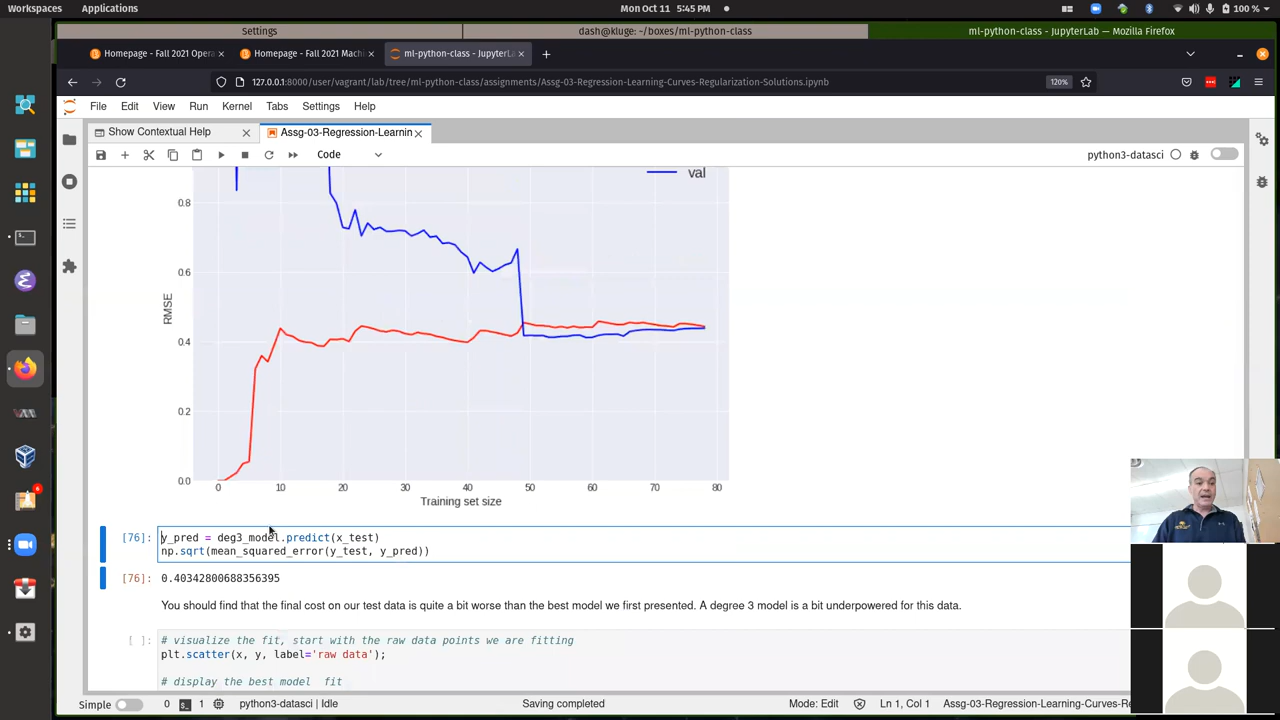 Workspaces
Applications
Mon Oct 11 5:45 PM
100 %
Settings
dash@kluge: ~/boxes/ml-python-class
ml-python-class - JupyterLab — Mozilla Firefox
Homepage - Fall 2021 Opera
Homepage - Fall 2021 Machi
ml-python-class - JupyterLa
127.0.0.1:8000/user/vagrant/lab/tree/ml-python-class/assignments/Assg-03-Regression-Learning-Curves-Regularization-Solutions.ipynb
120%
File Edit View Run Kernel Tabs Settings Help
Show Contextual Help
Assg-03-Regression-Learnin
Code
python3-datasci
val
0.8
0.6
RMSE
0.4
0.2
0.0
0 10 20 30 40 50 60 70 80
Training set size
[76]: y_pred = deg3_model.predict(x_test)
np.sqrt(mean_squared_error(y_test, y_pred))
[76]: 0.40342800688356395
You should find that the final cost on our test data is quite a bit worse than the best model we first presented. A degree 3 model is a bit underpowered for this data.
[ ]: # visualize the fit, start with the raw data points we are fitting
plt.scatter(x, y, label='raw data');
# display the best model  fit
Simple 0 1 python3-datasci | Idle Saving completed Mode: Edit Ln 1, Col 1 Assg-03-Regression-Learning-Curves-Re